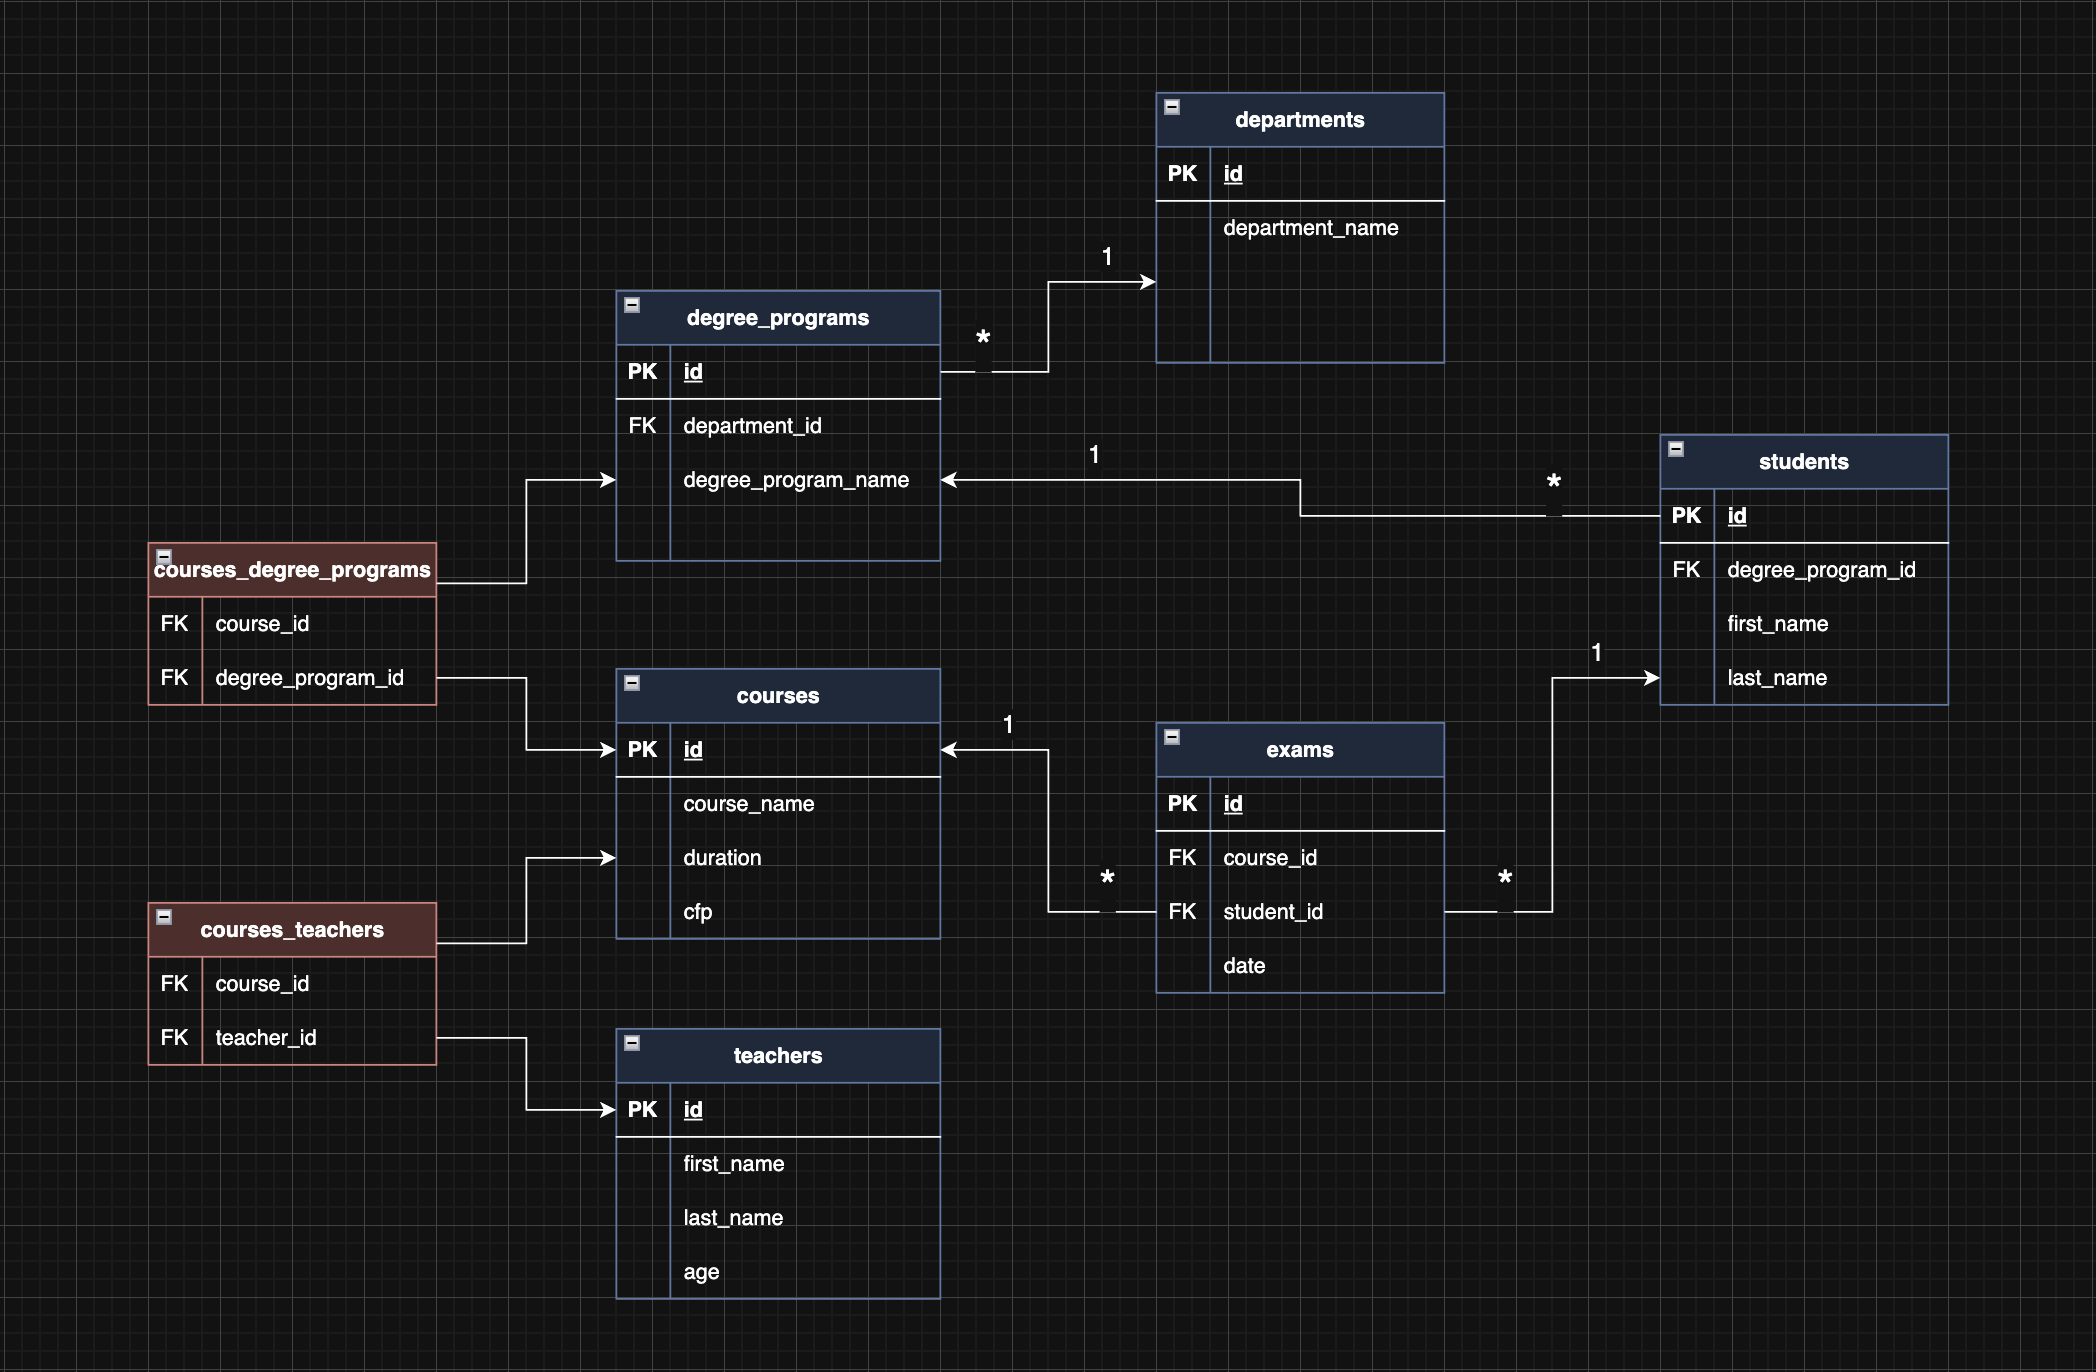 departments
PK id
department_name
1
degree_programs
*
PK id
FK department_id
degree_program_name
1
*
students
PK id
FK degree_program_id
first_name
last_name
1
courses_degree_programs
FK course_id
FK degree_program_id
courses
PK id
course_name
duration
cfp
1
*
exams
PK id
FK course_id
FK student_id
date
*
courses_teachers
FK course_id
FK teacher_id
teachers
PK id
first_name
last_name
age